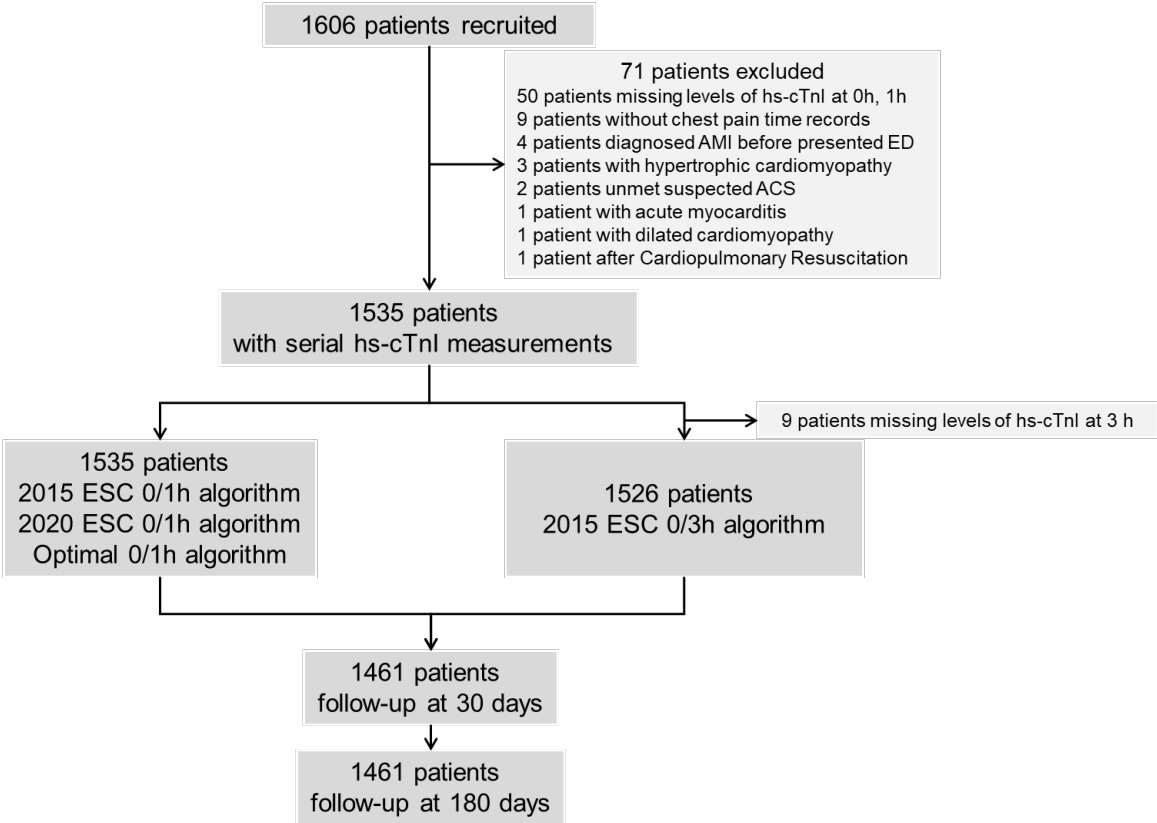 1606 patients recruited
71 patients excluded
50 patients missing levels of hs-cTnI at 0h, 1h
9 patients without chest pain time records
4 patients diagnosed AMI before presented ED
3 patients with hypertrophic cardiomyopathy
2 patients unmet suspected ACS
1 patient with acute myocarditis
1 patient with dilated cardiomyopathy
1 patient after Cardiopulmonary Resuscitation
1535 patients
with serial hs-cTnI measurements
9 patients missing levels of hs-cTnI at 3 h
1535 patients
2015 ESC 0/1h algorithm
2020 ESC 0/1h algorithm
Optimal 0/1h algorithm
1526 patients
2015 ESC 0/3h algorithm
1461 patients
follow-up at 30 days
1461 patients
follow-up at 180 days